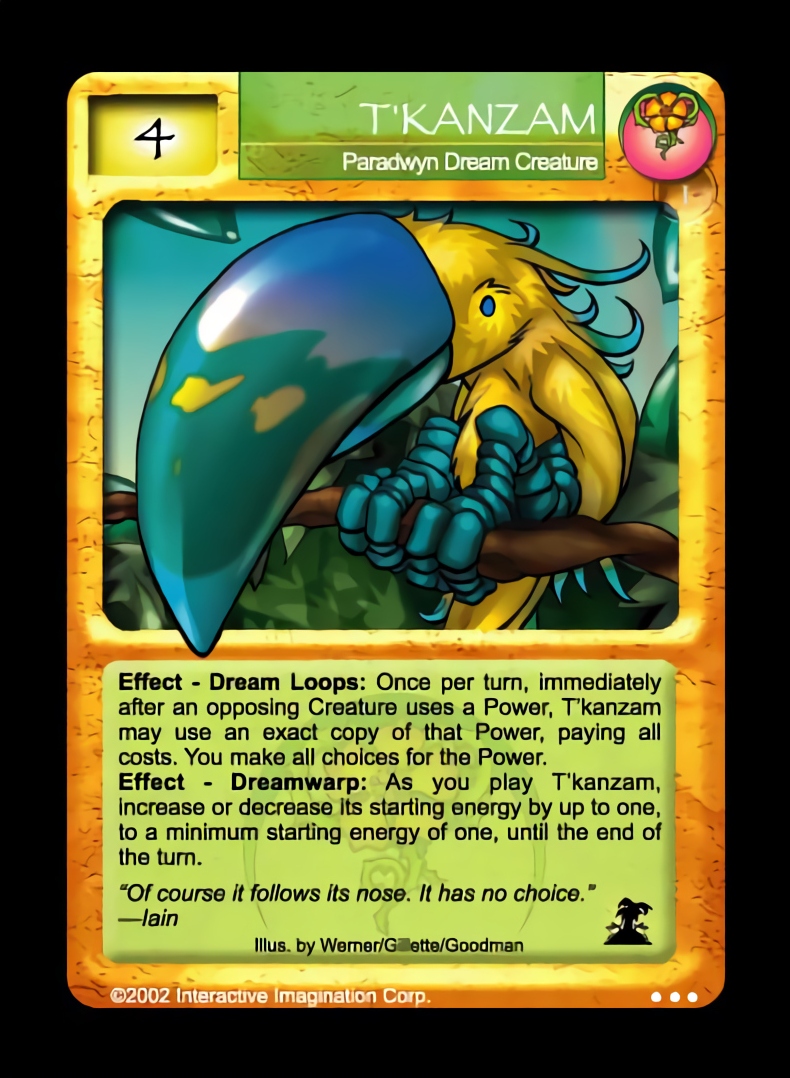 4
T'KANZAM
Paradwyn Dream Creature
1
Effect - Dream Loops: Once per turn, immediately
after an opposing Creature uses a Power, T'kanzam
may use an exact copy of that Power, paying all
costs. You make all choices for the Power.
Effect - Dreamwarp: As you play T'kanzam,
increase or decrease its starting energy by up to one,
to a minimum starting energy of one, until the end of
the turn.
"Of course it follows its nose. It has no choice."
—Iain
Illus. by Werner/ /Goodman
©2002 Interactive Imagination Corp.